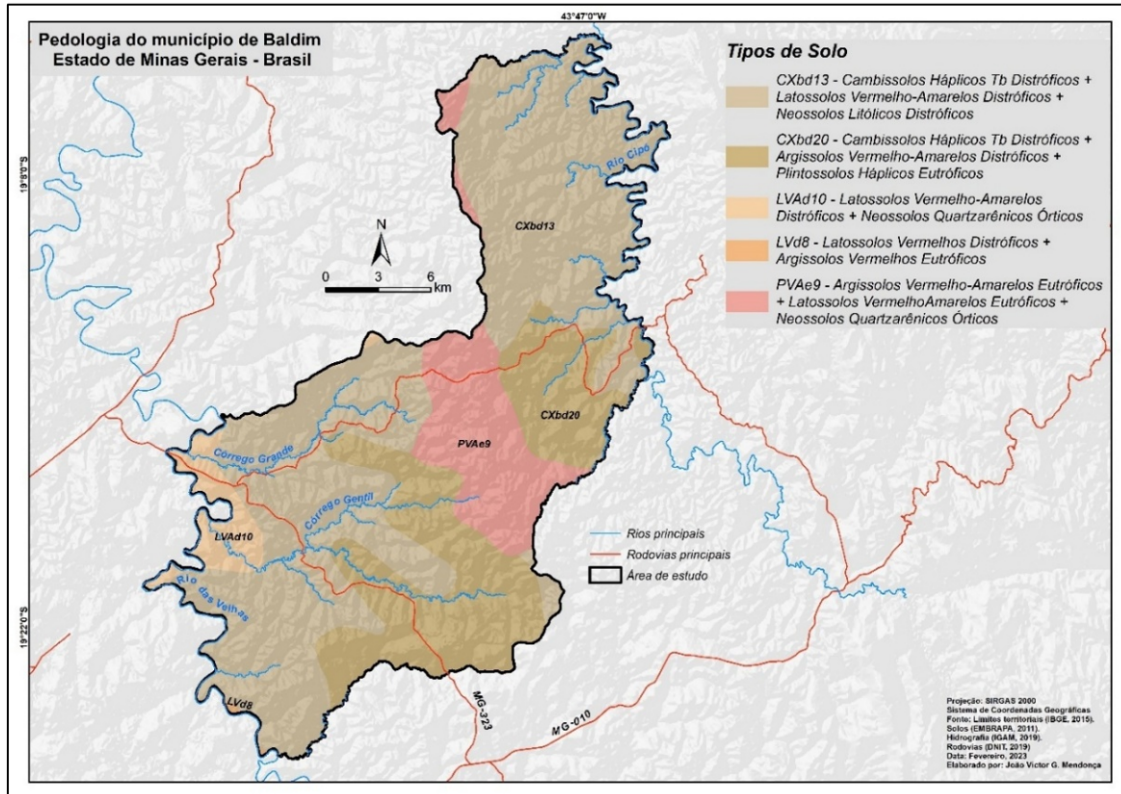 43°47'0"W
Pedologia do município de Baldim
Estado de Minas Gerais - Brasil
Tipos de Solo
CXbd13 - Cambissolos Háplicos Tb Distróficos +
Latossolos Vermelho-Amarelos Distróficos +
Neossolos Litólicos Distróficos
CXbd20 - Cambissolos Háplicos Tb Distróficos +
Argissolos Vermelho-Amarelos Distróficos +
Plintossolos Háplicos Eutróficos
LVAd10 - Latossolos Vermelho-Amarelos
Distróficos + Neossolos Quartzarênicos Órticos
LVd8 - Latossolos Vermelhos Distróficos +
Argissolos Vermelhos Eutróficos
PVAe9 - Argissolos Vermelho-Amarelos Eutróficos
+ Latossolos VermelhoAmarelos Eutróficos +
Neossolos Quartzarênicos Órticos
Rio Cipó
CXbd13
N
0 3 6
km
CXbd20
PVAe9
Córrego Grande
Córrego Gentil
LVAd10
Rio das Velhas
LVd8
Rios principais
Rodovias principais
Área de estudo
19°22'0"S
MG-323
MG-010
Projeção: SIRGAS 2000
Sistema de Coordenadas Geográficas
Fonte: Limites territoriais (IBGE, 2015).
Solos (EMBRAPA, 2011).
Hidrografia (IGAM, 2019).
Rodovias (DNIT, 2019)
Data: Fevereiro, 2023
Elaborado por: João Victor G. Mendonça